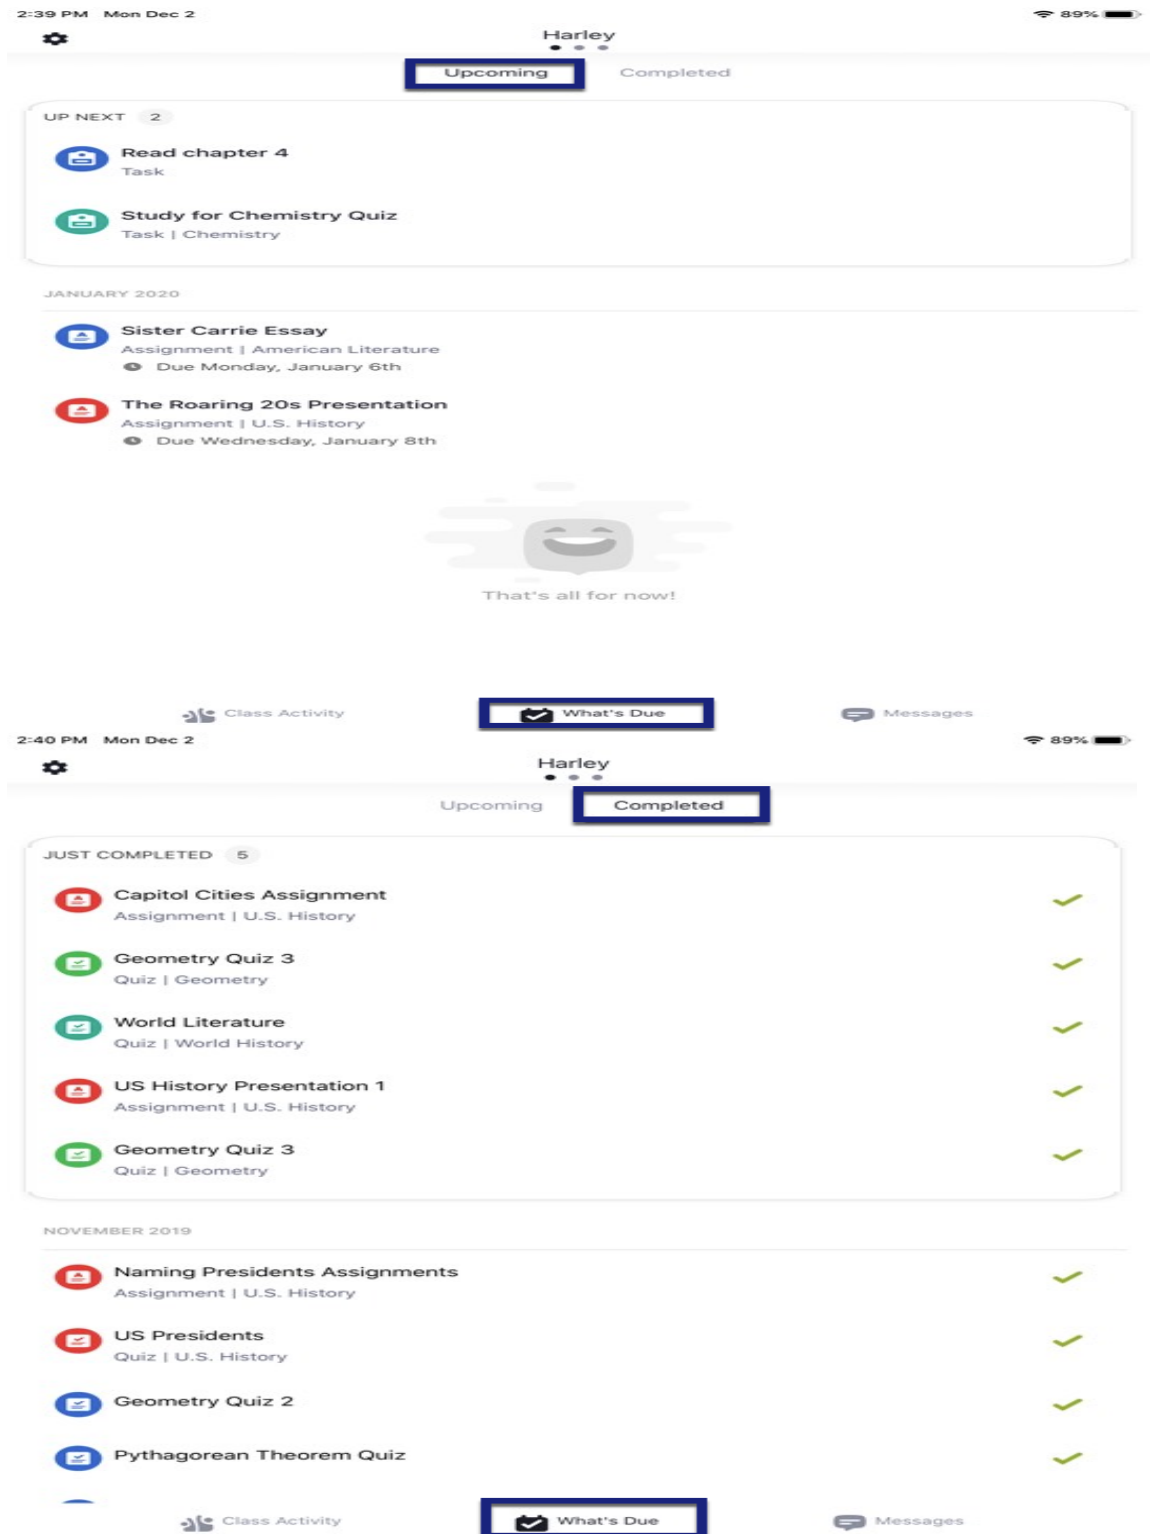 2:39 PM Mon Dec 2
89%
Harley
Upcoming Completed
UP NEXT 2
Read chapter 4
Task
Study for Chemistry Quiz
Task | Chemistry
JANUARY 2020
Sister Carrie Essay
Assignment | American Literature
Due Monday, January 6th
The Roaring 20s Presentation
Assignment | U.S. History
Due Wednesday, January 8th
That's all for now!
Class Activity What's Due Messages
2:40 PM Mon Dec 2
89%
Harley
Upcoming Completed
JUST COMPLETED 5
Capitol Cities Assignment
Assignment | U.S. History
Geometry Quiz 3
Quiz | Geometry
World Literature
Quiz | World History
US History Presentation 1
Assignment | U.S. History
Geometry Quiz 3
Quiz | Geometry
NOVEMBER 2019
Naming Presidents Assignments
Assignment | U.S. History
US Presidents
Quiz | U.S. History
Geometry Quiz 2
Pythagorean Theorem Quiz
Class Activity What's Due Messages